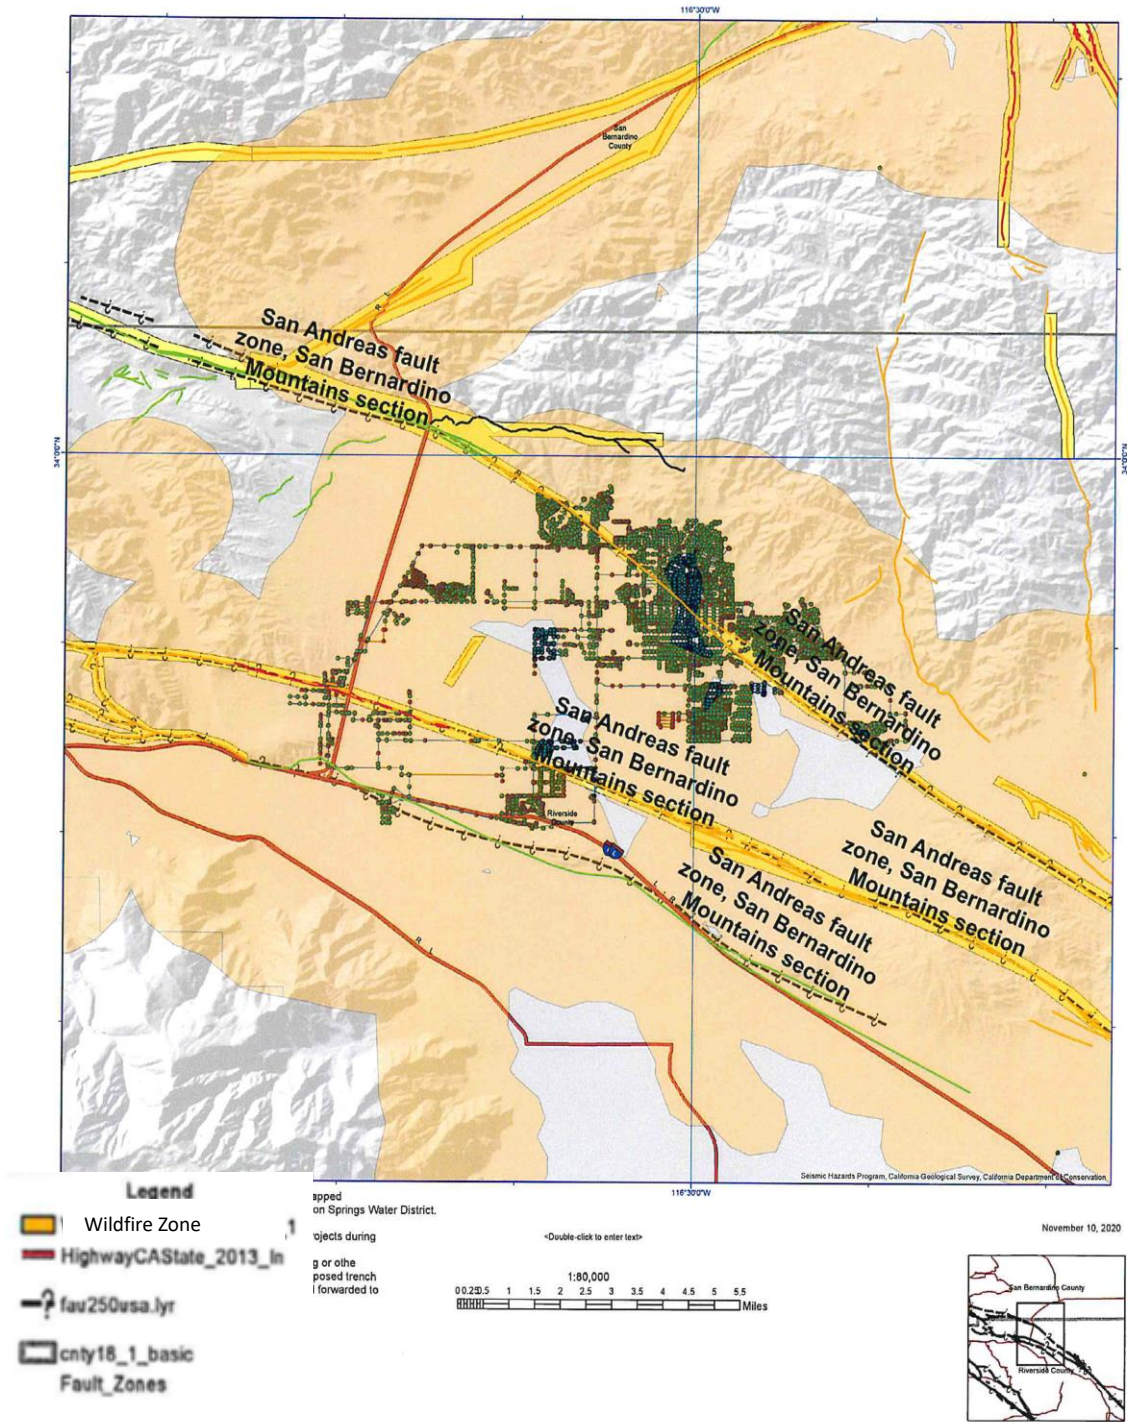 116°30'0"W
San
Bernardino
County
San Andreas fault
zone, San Bernardino
Mountains section
34°0'0"N
34°0'0"N
San Andreas fault
zone, San Bernardino
Mountains section
San Andreas fault
zone, San Bernardino
Mountains section
Riverside
County
San Andreas fault
zone, San Bernardino
Mountains section
San Andreas fault
zone, San Bernardino
Mountains section
Seismic Hazards Program, California Geological Survey, California Department of Conservation
116°30'0"W
Legend
Wildfire Zone
HighwayCAState_2013_In
fau250usa.lyr
cnty18_1_basic
Fault_Zones
apped
on Springs Water District.
rojects during
g or othe
posed trench
forwarded to
<Double-click to enter text>
1:80,000
0 0.25 0.5 1 1.5 2 2.5 3 3.5 4 4.5 5 5.5
Miles
November 10, 2020
San Bernardino County
Riverside County